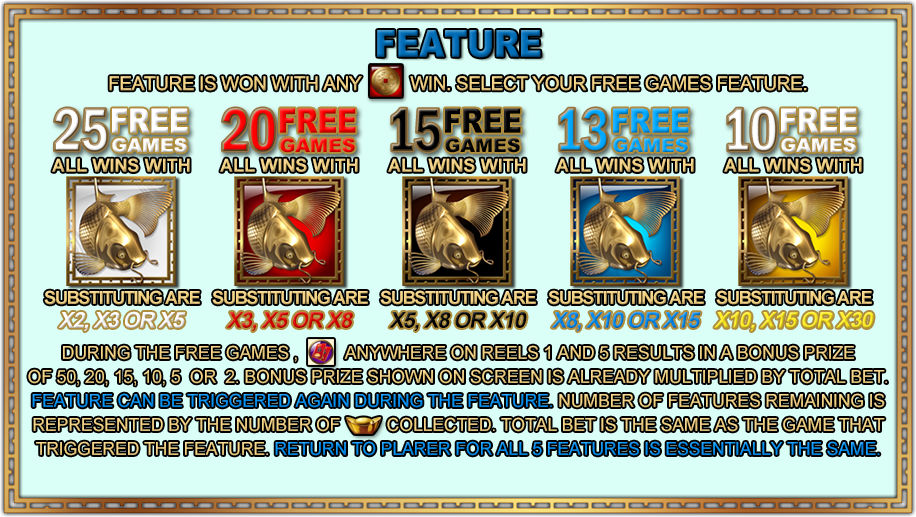 FEATURE
FEATURE IS WON WITH ANY WIN. SELECT YOUR FREE GAMES FEATURE.
25 FREE GAMES
ALL WINS WITH
SUBSTITUTING ARE
X2, X3 OR X5
20 FREE GAMES
ALL WINS WITH
SUBSTITUTING ARE
X3, X5 OR X8
15 FREE GAMES
ALL WINS WITH
SUBSTITUTING ARE
X5, X8 OR X10
13 FREE GAMES
ALL WINS WITH
SUBSTITUTING ARE
X8, X10 OR X15
10 FREE GAMES
ALL WINS WITH
SUBSTITUTING ARE
X10, X15 OR X30
DURING THE FREE GAMES , ANYWHERE ON REELS 1 AND 5 RESULTS IN A BONUS PRIZE
OF 50, 20, 15, 10, 5 OR 2. BONUS PRIZE SHOWN ON SCREEN IS ALREADY MULTIPLIED BY TOTAL BET.
FEATURE CAN BE TRIGGERED AGAIN DURING THE FEATURE. NUMBER OF FEATURES REMAINING IS
REPRESENTED BY THE NUMBER OF COLLECTED. TOTAL BET IS THE SAME AS THE GAME THAT
TRIGGERED THE FEATURE. RETURN TO PLARER FOR ALL 5 FEATURES IS ESSENTIALLY THE SAME.